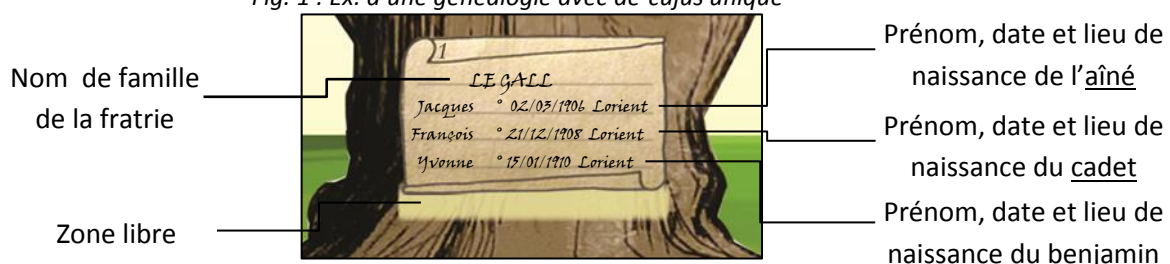 Fig. 1 : Ex. d'une généalogie avec de cujus unique
Nom de famille
de la fratrie
Zone libre
1
LE GALL
Jacques ° 02/03/1906 Lorient
François ° 21/12/1908 Lorient
Yvonne ° 15/01/1910 Lorient
Prénom, date et lieu de
naissance de l'aîné
Prénom, date et lieu de
naissance du cadet
Prénom, date et lieu de
naissance du benjamin